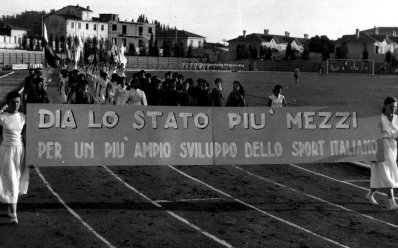 DIA LO STATO PIU' MEZZI
PER UN PIU' AMPIO SVILUPPO DELLO SPORT ITALIANO